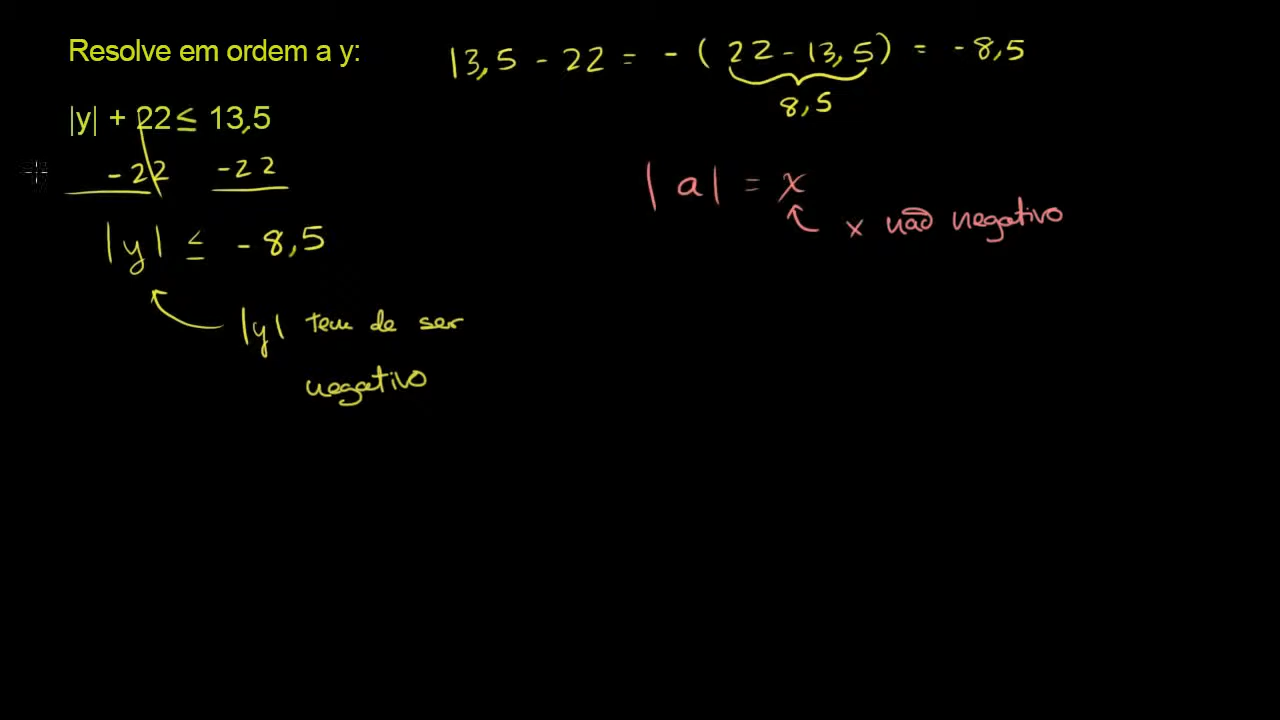 Resolve em ordem a y:
13,5 - 22 = - ( 22 - 13,5 ) = - 8,5
8,5
|y| + 22 ≤ 13,5
- 22 - 22
|y| ≤ - 8,5
|a| = x
x não negativo
|y| tem de ser
negativo